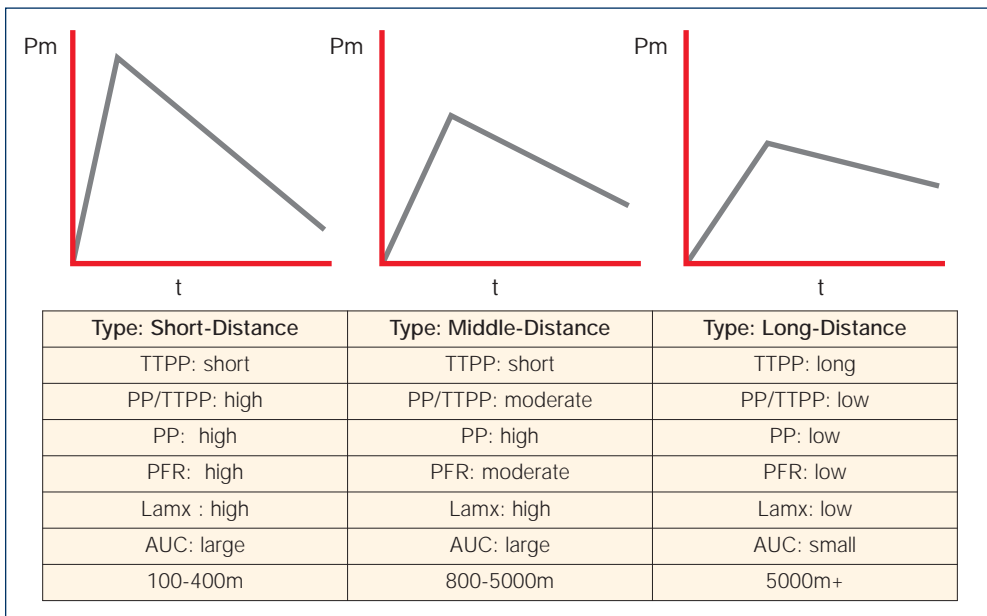 Pm Pm Pm
t t t
Type: Short-Distance Type: Middle-Distance Type: Long-Distance
TTPP: short TTPP: short TTPP: long
PP/TTPP: high PP/TTPP: moderate PP/TTPP: low
PP: high PP: high PP: low
PFR: high PFR: moderate PFR: low
Lamx : high Lamx: high Lamx: low
AUC: large AUC: large AUC: small
100-400m 800-5000m 5000m+